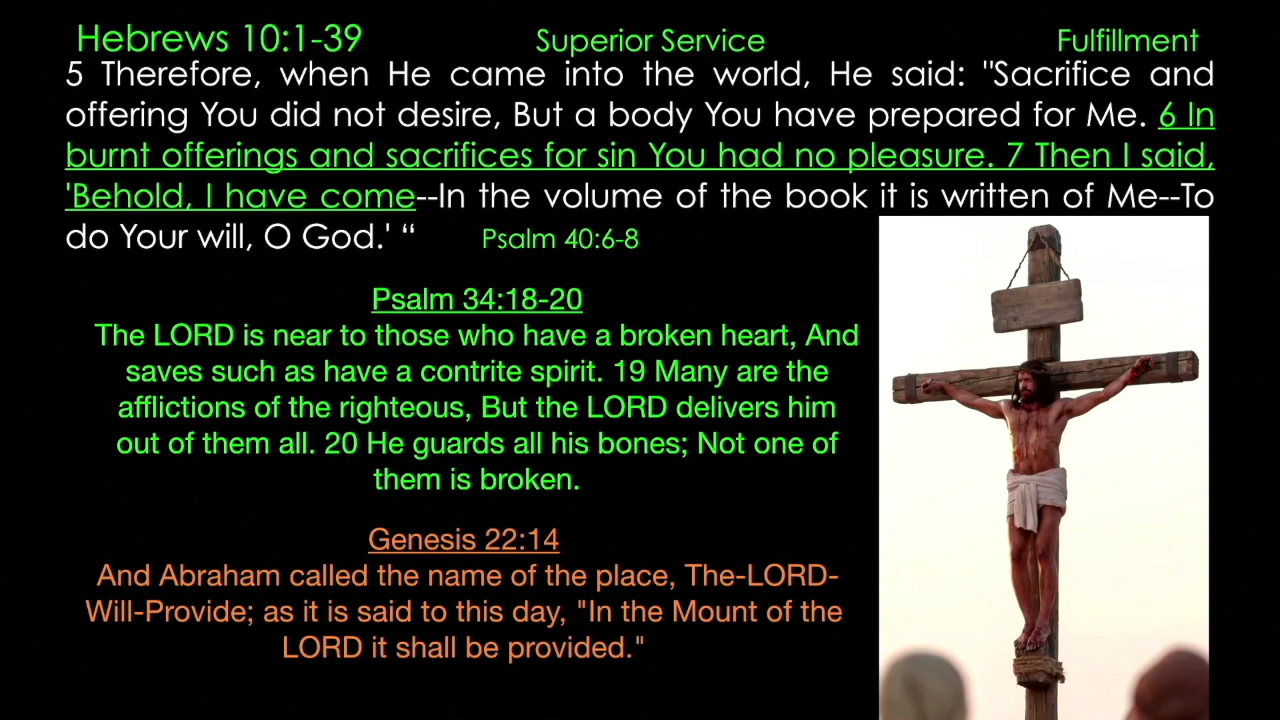 Hebrews 10:1-39 Superior Service Fulfillment
5 Therefore, when He came into the world, He said: "Sacrifice and
offering You did not desire, But a body You have prepared for Me. 6 In
burnt offerings and sacrifices for sin You had no pleasure. 7 Then I said,
'Behold, I have come--In the volume of the book it is written of Me--To
do Your will, O God.' “ Psalm 40:6-8
Psalm 34:18-20
The LORD is near to those who have a broken heart, And
saves such as have a contrite spirit. 19 Many are the
afflictions of the righteous, But the LORD delivers him
out of them all. 20 He guards all his bones; Not one of
them is broken.
Genesis 22:14
And Abraham called the name of the place, The-LORD-
Will-Provide; as it is said to this day, "In the Mount of the
LORD it shall be provided."